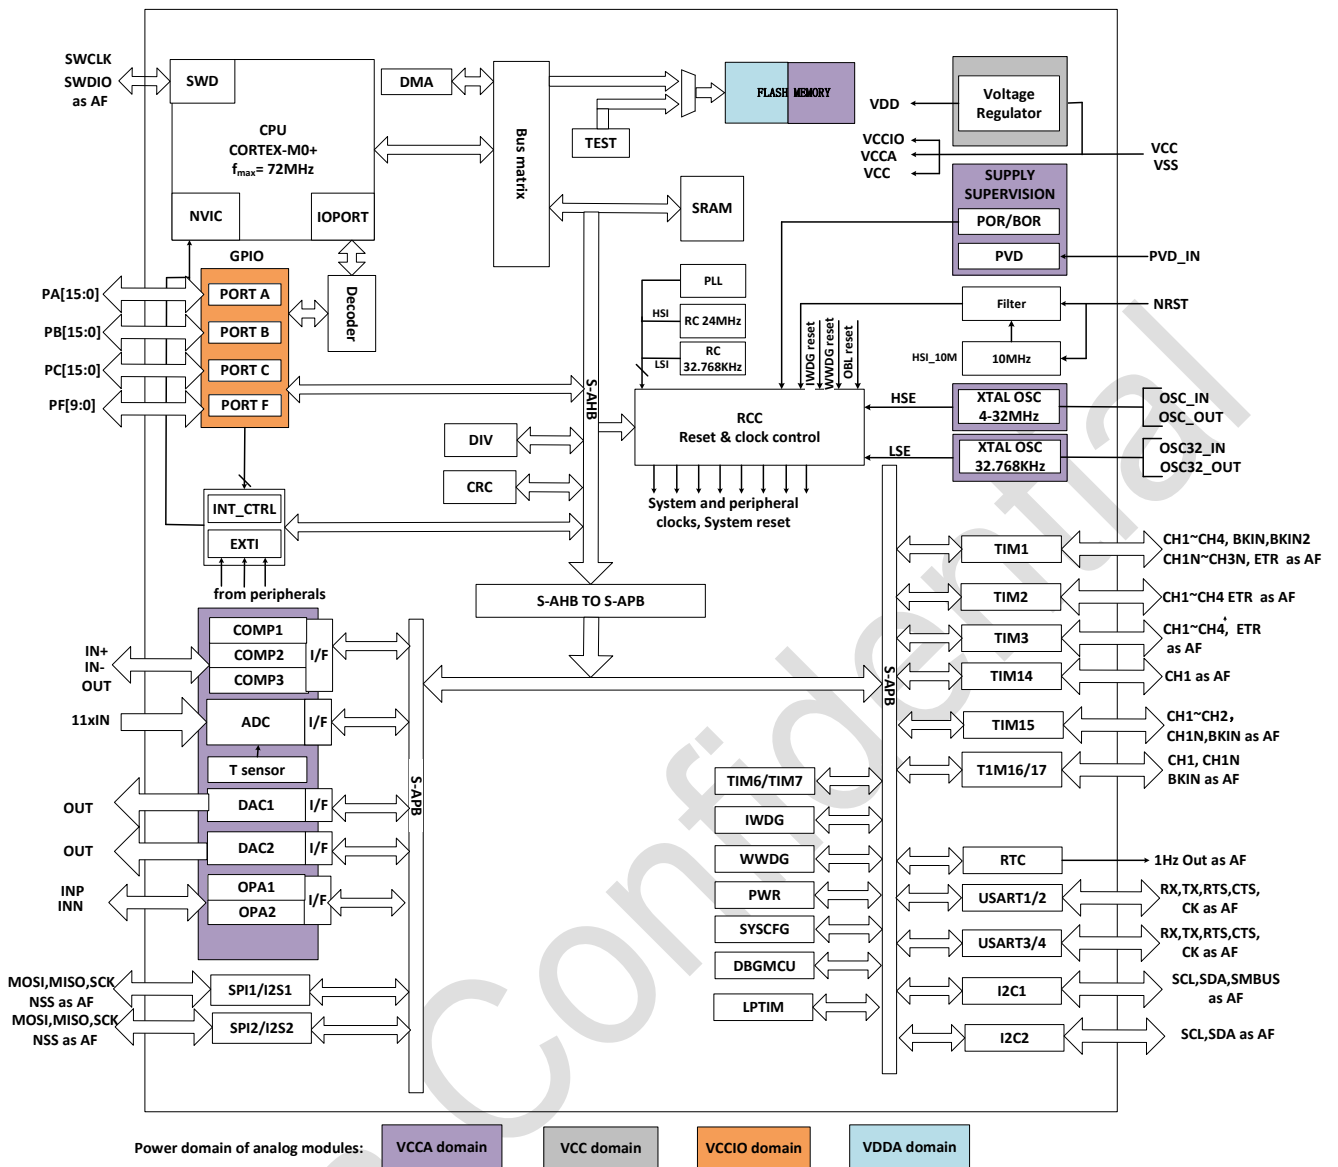 SWCLK
SWDIO
as AF
SWD
CPU
CORTEX-M0+
fmax= 72MHz
NVIC
IOPORT
DMA
Bus matrix
TEST
FLASH MEMORY
SRAM
Voltage
Regulator
VDD
VCCIO
VCCA
VCC
VCC
VSS
SUPPLY
SUPERVISION
POR/BOR
PVD
PVD_IN
GPIO
PORT A
PORT B
PORT C
PORT F
PA[15:0]
PB[15:0]
PC[15:0]
PF[9:0]
Decoder
PLL
HSI
RC 24MHz
LSI
RC
32.768KHz
Filter
NRST
HSI_10M
10MHz
IWDG reset
WWDG reset
OBL reset
S-AHB
RCC
Reset & clock control
HSE
XTAL OSC
4-32MHz
OSC_IN
OSC_OUT
LSE
XTAL OSC
32.768KHz
OSC32_IN
OSC32_OUT
DIV
CRC
System and peripheral
clocks, System reset
INT_CTRL
EXTI
from peripherals
S-AHB TO S-APB
COMP1
COMP2
COMP3
I/F
IN+
IN-
OUT
11xIN
ADC
I/F
T sensor
OUT
DAC1
I/F
OUT
DAC2
I/F
INP
INN
OPA1
OPA2
I/F
MOSI,MISO,SCK
NSS as AF
SPI1/I2S1
MOSI,MISO,SCK
NSS as AF
SPI2/I2S2
S-APB
S-APB
TIM1
CH1~CH4, BKIN,BKIN2
CH1N~CH3N, ETR as AF
TIM2
CH1~CH4 ETR as AF
TIM3
CH1~CH4, ETR
as AF
TIM14
CH1 as AF
TIM15
CH1~CH2,
CH1N,BKIN as AF
T1M16/17
CH1, CH1N
BKIN as AF
TIM6/TIM7
IWDG
WWDG
PWR
SYSCFG
DBGMCU
LPTIM
RTC
1Hz Out as AF
USART1/2
RX,TX,RTS,CTS,
CK as AF
USART3/4
RX,TX,RTS,CTS,
CK as AF
I2C1
SCL,SDA,SMBUS
as AF
I2C2
SCL,SDA as AF
Power domain of analog modules:
VCCA domain
VCC domain
VCCIO domain
VDDA domain
Confidential